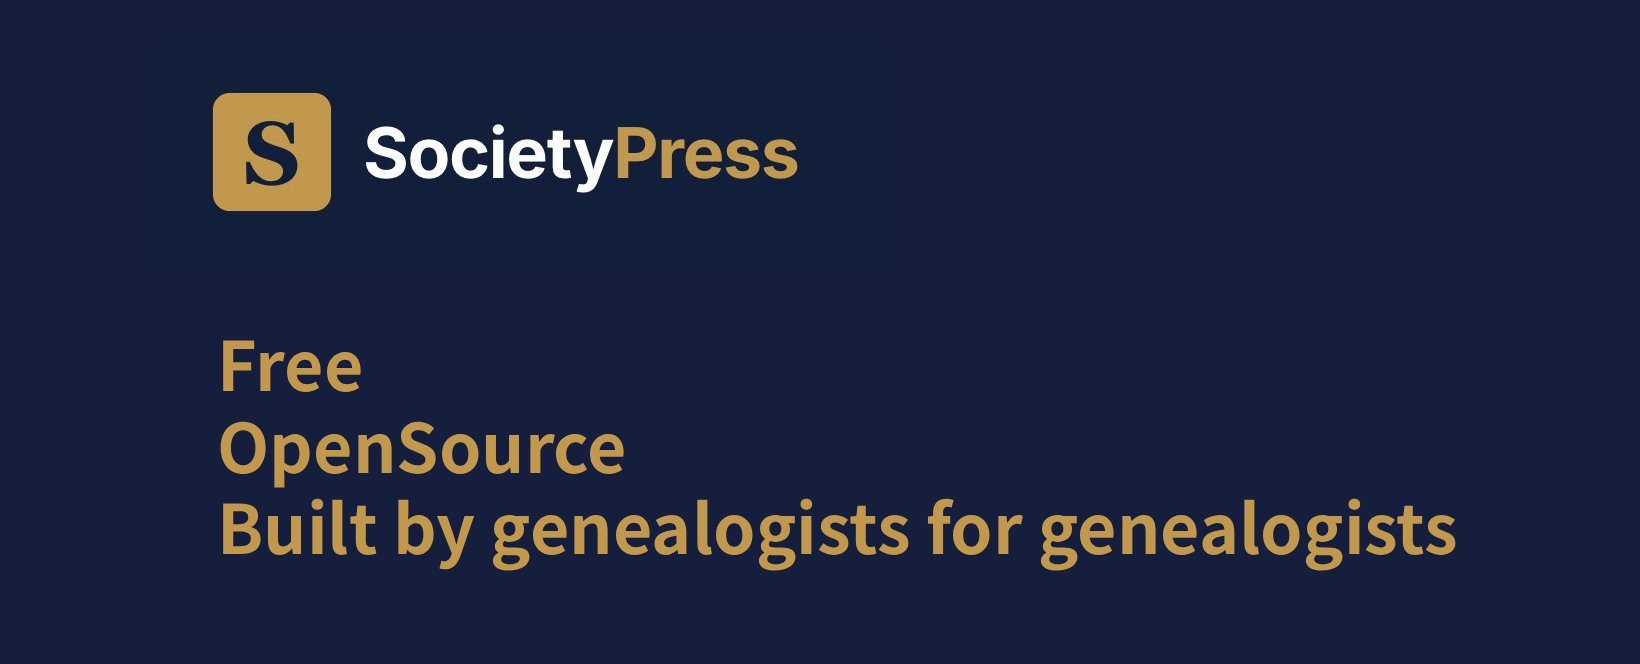 S SocietyPress
Free
OpenSource
Built by genealogists for genealogists